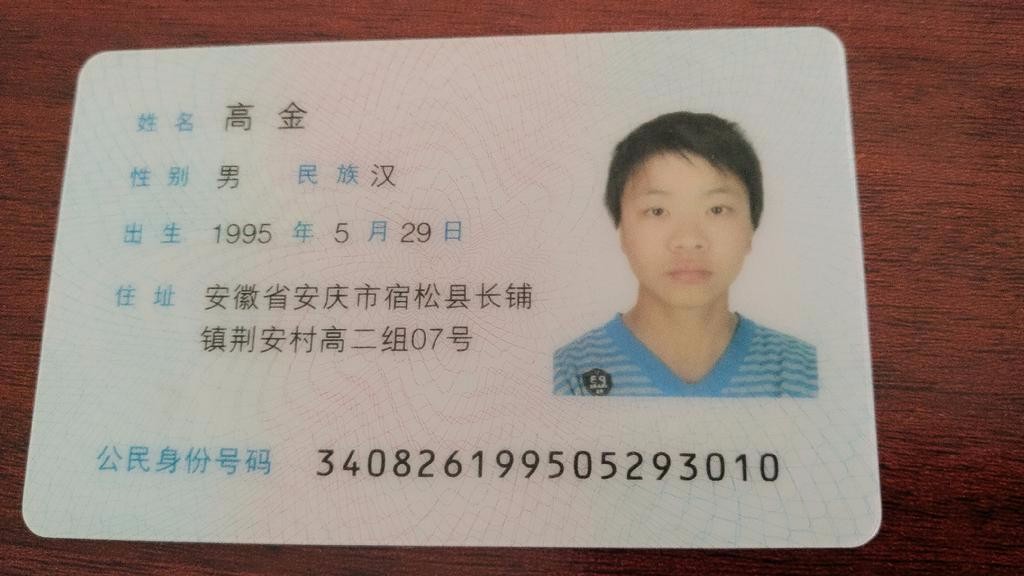 姓名 高金
性别 男 民族 汉
出生 1995 年 5 月 29 日
住址 安徽省安庆市宿松县长铺
镇荆安村高二组07号
公民身份号码 340826199505293010